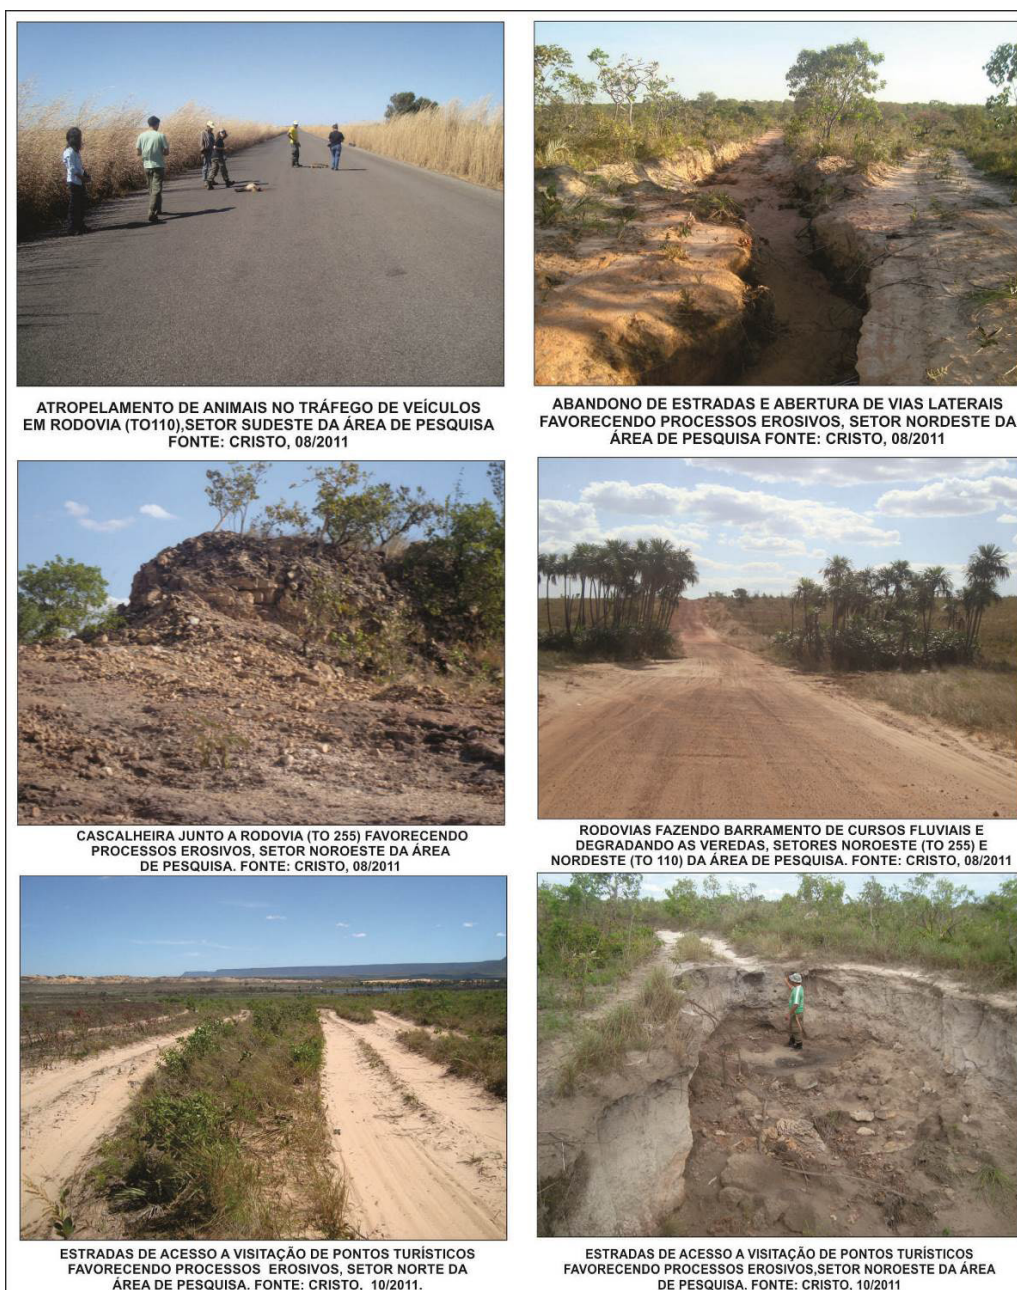 ATROPELAMENTO DE ANIMAIS NO TRÁFEGO DE VEÍCULOS
EM RODOVIA (TO110),SETOR SUDESTE DA ÁREA DE PESQUISA
FONTE: CRISTO, 08/2011
ABANDONO DE ESTRADAS E ABERTURA DE VIAS LATERAIS
FAVORECENDO PROCESSOS EROSIVOS, SETOR NORDESTE DA
ÁREA DE PESQUISA FONTE: CRISTO, 08/2011
CASCALHEIRA JUNTO A RODOVIA (TO 255) FAVORECENDO
PROCESSOS EROSIVOS, SETOR NOROESTE DA ÁREA
DE PESQUISA. FONTE: CRISTO, 08/2011
RODOVIAS FAZENDO BARRAMENTO DE CURSOS FLUVIAIS E
DEGRADANDO AS VEREDAS, SETORES NOROESTE (TO 255) E
NORDESTE (TO 110) DA ÁREA DE PESQUISA. FONTE: CRISTO, 08/2011
ESTRADAS DE ACESSO A VISITAÇÃO DE PONTOS TURÍSTICOS
FAVORECENDO PROCESSOS EROSIVOS, SETOR NORTE DA
ÁREA DE PESQUISA. FONTE: CRISTO, 10/2011.
ESTRADAS DE ACESSO A VISITAÇÃO DE PONTOS TURÍSTICOS
FAVORECENDO PROCESSOS EROSIVOS,SETOR NOROESTE DA ÁREA
DE PESQUISA. FONTE: CRISTO, 10/2011